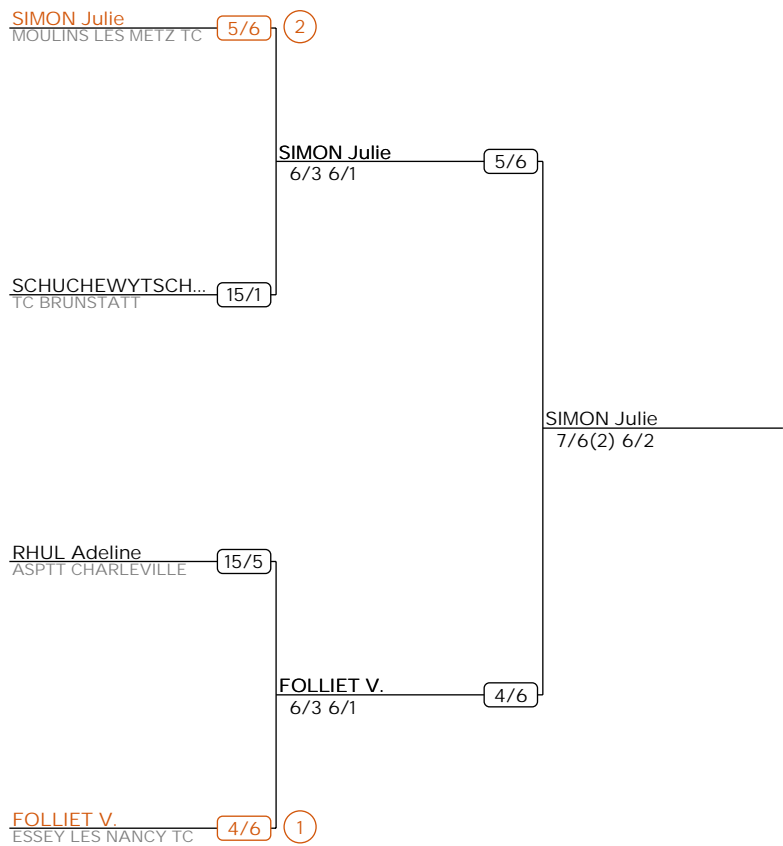 SIMON Julie 5/6 2
MOULINS LES METZ TC
SIMON Julie 5/6
6/3 6/1
SCHUCHEWYTSCH... 15/1
TC BRUNSTATT
SIMON Julie
7/6(2) 6/2
RHUL Adeline 15/5
ASPTT CHARLEVILLE
FOLLIET V. 4/6
6/3 6/1
FOLLIET V. 4/6 1
ESSEY LES NANCY TC